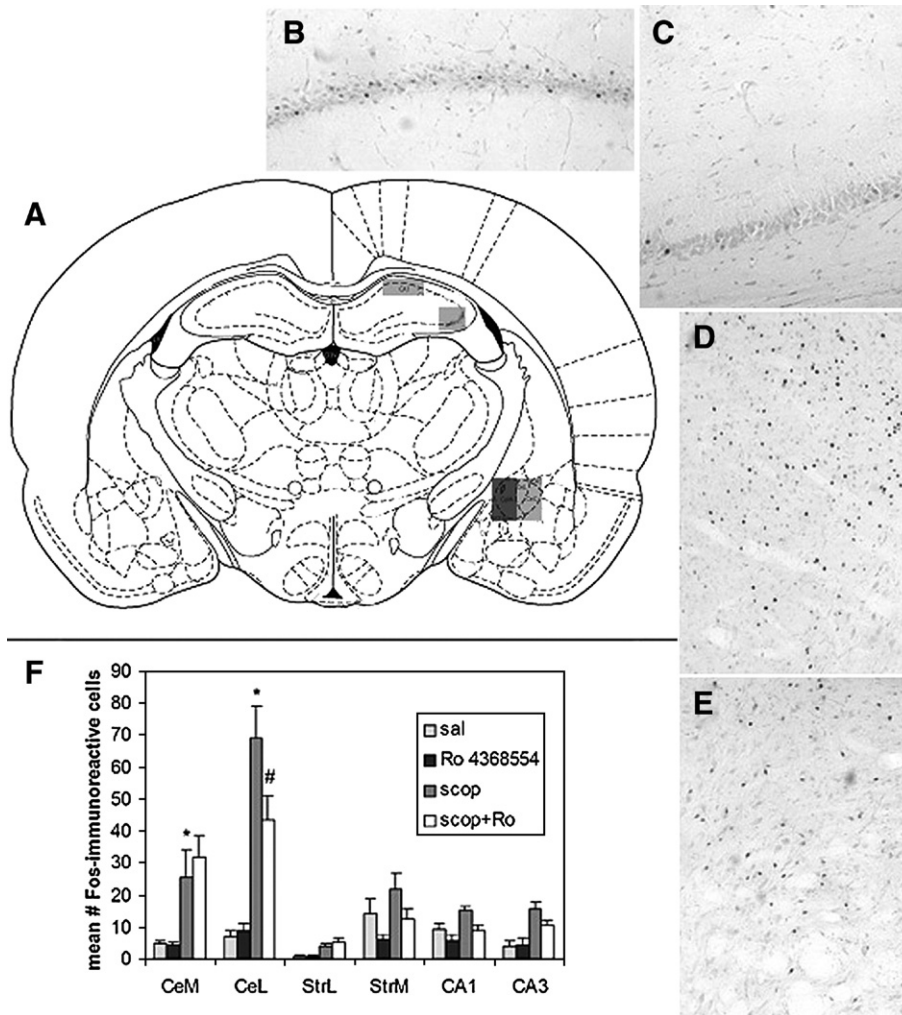 B
C
A
D
E
F
mean # Fos-immunoreactive cells
90
80
70
60
50
40
30
20
10
0
*
*
#
sal
Ro 4368554
scop
scop+Ro
CeM
CeL
StrL
StrM
CA1
CA3